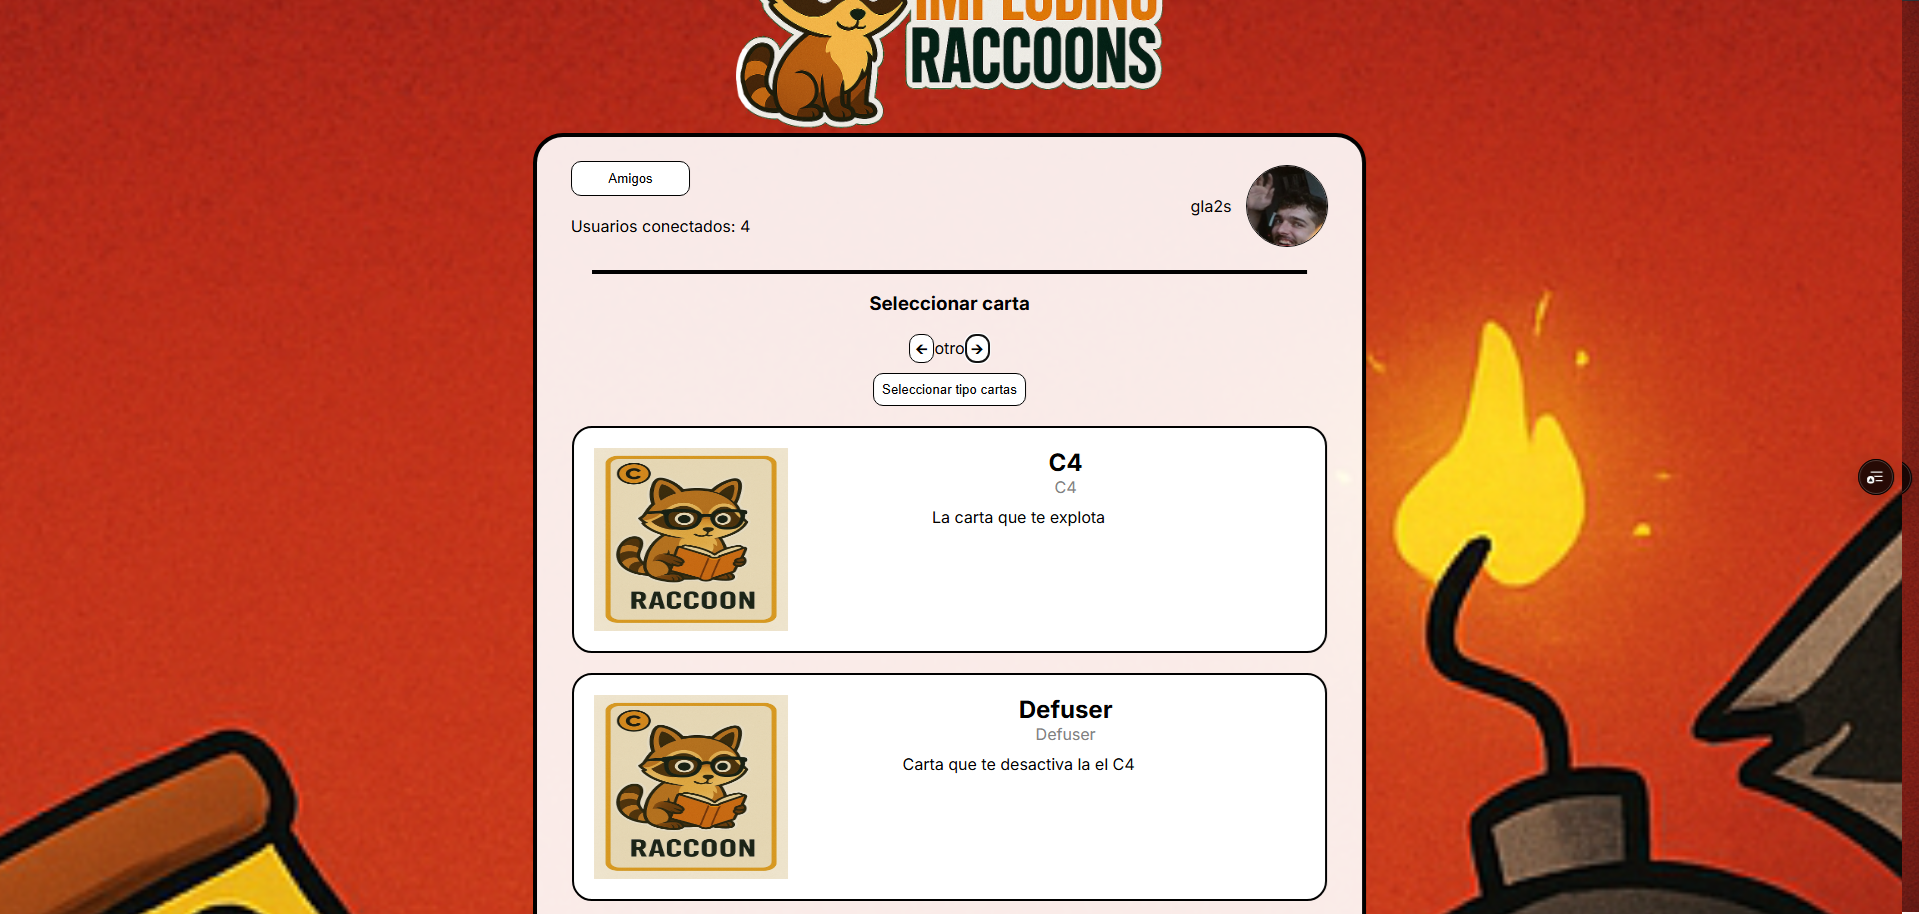 IMPLODING
RACCOONS
Amigos
Usuarios conectados: 4
gla2s
Seleccionar carta
← otro →
Seleccionar tipo cartas
C
RACCOON
C4
C4
La carta que te explota
C
RACCOON
Defuser
Defuser
Carta que te desactiva la el C4